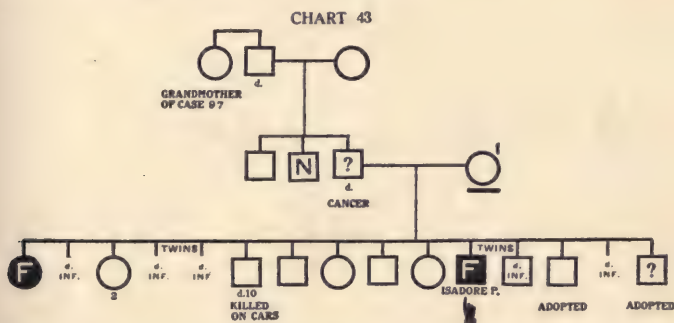 CHART 43
d.
GRANDMOTHER
OF CASE 97
N
?
1
d.
CANCER
TWINS
TWINS
F
d.
INF.
2
d.
INF.
d.
INF
d.10
KILLED
ON CARS
F
ISADORE P.
d.
INF.
ADOPTED
d.
INF.
?
ADOPTED